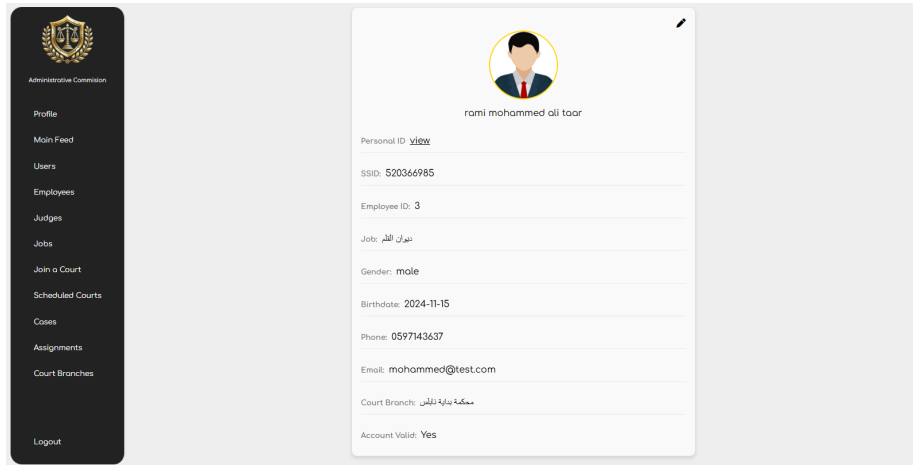 Administrative Commision
Profile
Main Feed
Users
Employees
Judges
Jobs
Join a Court
Scheduled Courts
Cases
Assignments
Court Branches
Logout
rami mohammed ali taar
Personal ID view
SSID: 520366985
Employee ID: 3
Job: ديوان القلم
Gender: male
Birthdate: 2024-11-15
Phone: 0597143637
Email: mohammed@test.com
Court Branch: محكمة بداية نابلس
Account Valid: Yes